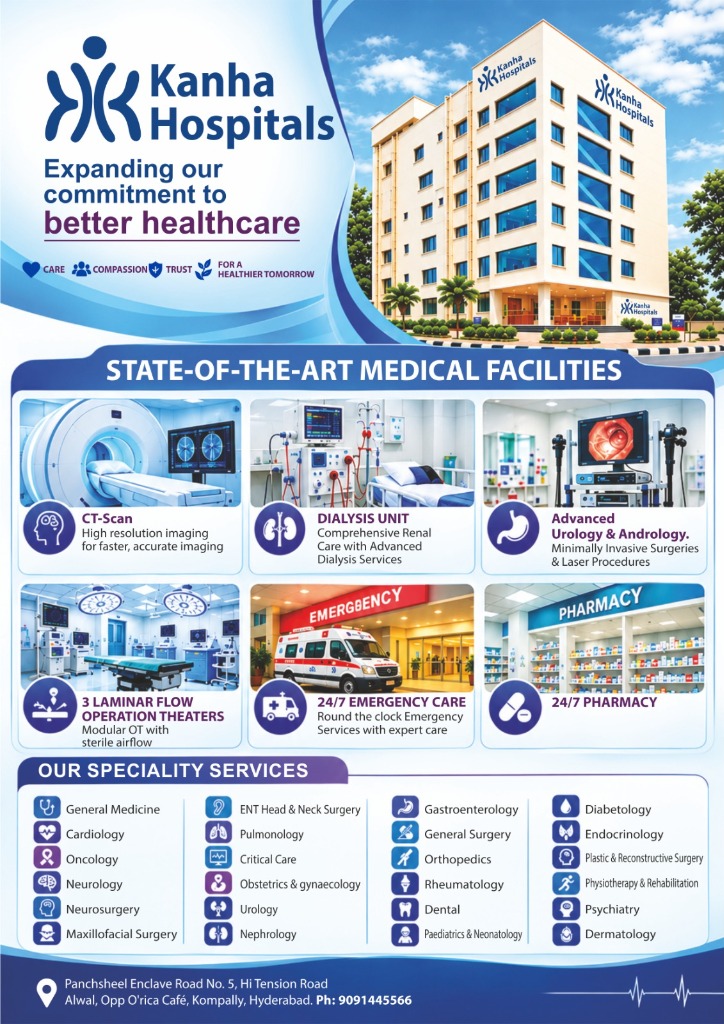 Kanha
Hospitals
Expanding our
commitment to
better healthcare
CARE
COMPASSION
TRUST
FOR A
HEALTHIER TOMORROW
Kanha
Hospitals
Kanha
Hospitals
Kanha
Hospitals
STATE-OF-THE-ART MEDICAL FACILITIES
CT-Scan
High resolution imaging
for faster, accurate imaging
DIALYSIS UNIT
Comprehensive Renal
Care with Advanced
Dialysis Services
Advanced
Urology & Andrology.
Minimally Invasive Surgeries
& Laser Procedures
3 LAMINAR FLOW
OPERATION THEATERS
Modular OT with
sterile airflow
EMERGGENCY
24/7 EMERGENCY CARE
Round the clock Emergency
Services with expert care
PHARMACY
24/7 PHARMACY
OUR SPECIALITY SERVICES
General Medicine
Cardiology
Oncology
Neurology
Neurosurgery
Maxillofacial Surgery
ENT Head & Neck Surgery
Pulmonology
Critical Care
Obstetrics & gynaecology
Urology
Nephrology
Gastroenterology
General Surgery
Orthopedics
Rheumatology
Dental
Paediatrics & Neonatology
Diabetology
Endocrinology
Plastic & Reconstructive Surgery
Physiotherapy & Rehabilitation
Psychiatry
Dermatology
Panchsheel Enclave Road No. 5, Hi Tension Road
Alwal, Opp O'rica Café, Kompally, Hyderabad. Ph: 9091445566